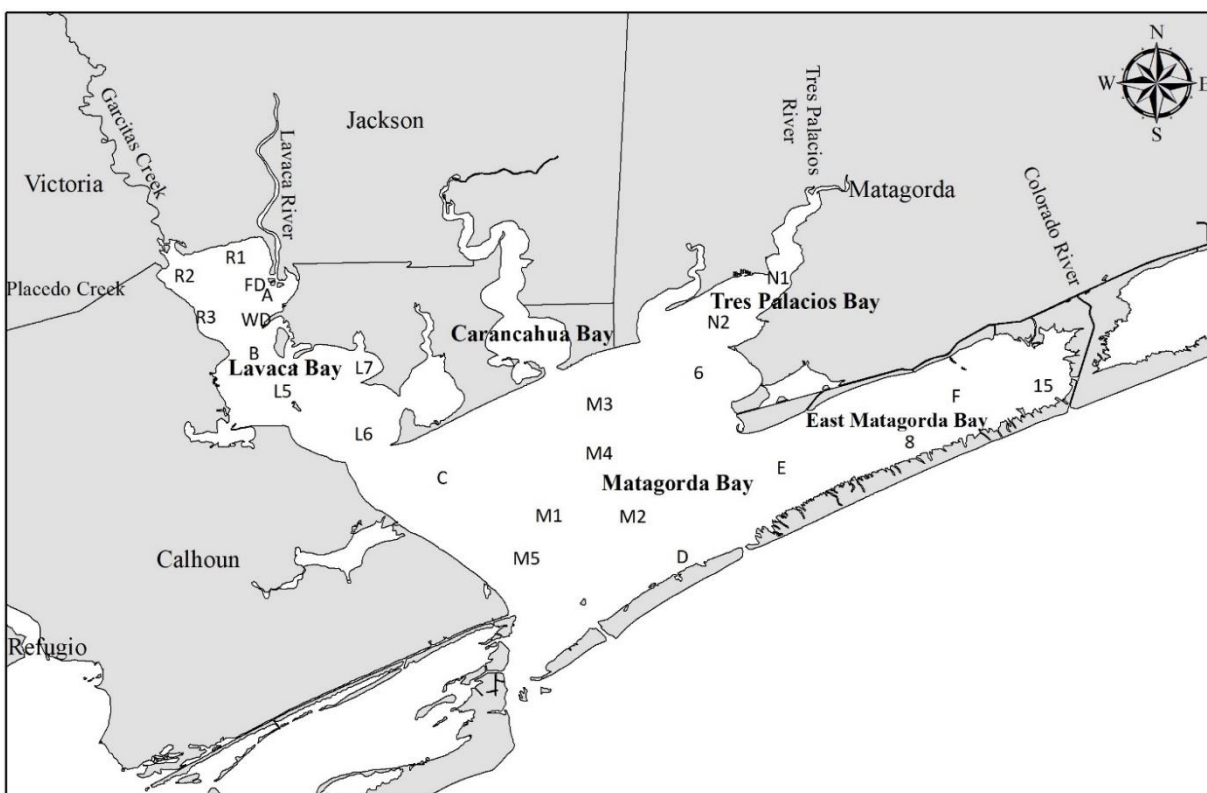 N
W
E
S
Garcitas Creek
Lavaca River
Jackson
Tres Palacios
River
Victoria
Matagorda
Colorado River
R1
R2
FD
A
N1
Placedo Creek
Tres Palacios Bay
R3
WD
N2
Carancahua Bay
B
Lavaca Bay
L7
6
L5
M3
F
15
East Matagorda Bay
L6
8
M4
E
C
Matagorda Bay
M1
M2
Calhoun
M5
D
Refugio